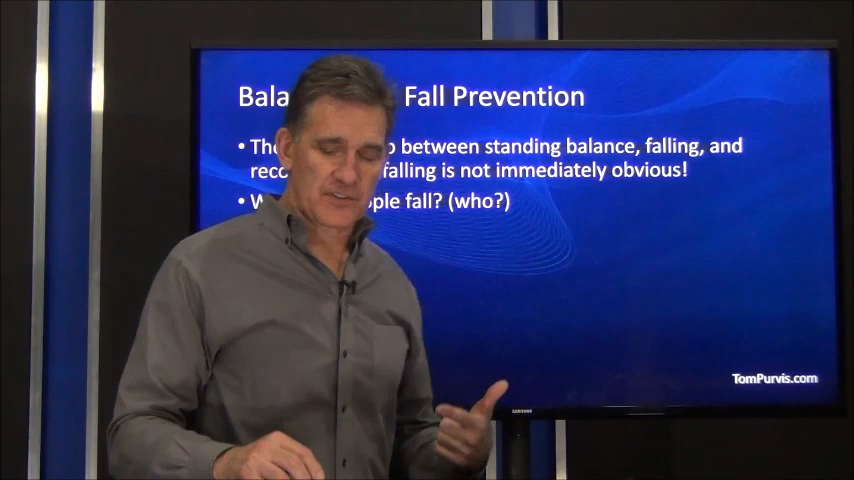 Bala Fall Prevention
• The between standing balance, falling, and
reco falling is not immediately obvious!
• W ple fall? (who?)
TomPurvis.com
SAMSUNG